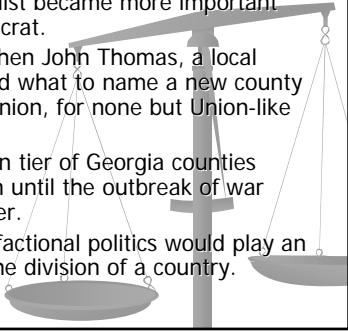 ist became more important
crat.
hen John Thomas, a local
d what to name a new county
nion, for none but Union-like
n tier of Georgia counties
n until the outbreak of war
er.
factional politics would play an
he division of a country.